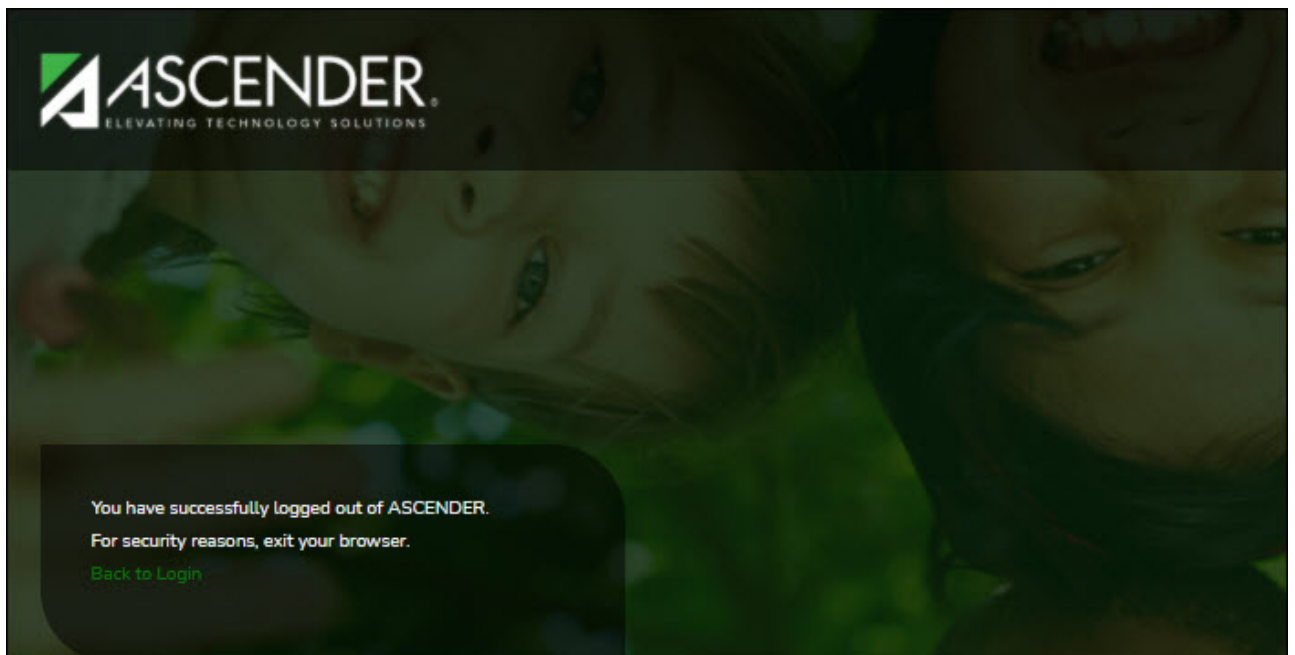 ASCENDER®
ELEVATING TECHNOLOGY SOLUTIONS
You have successfully logged out of ASCENDER.
For security reasons, exit your browser.
Back to Login